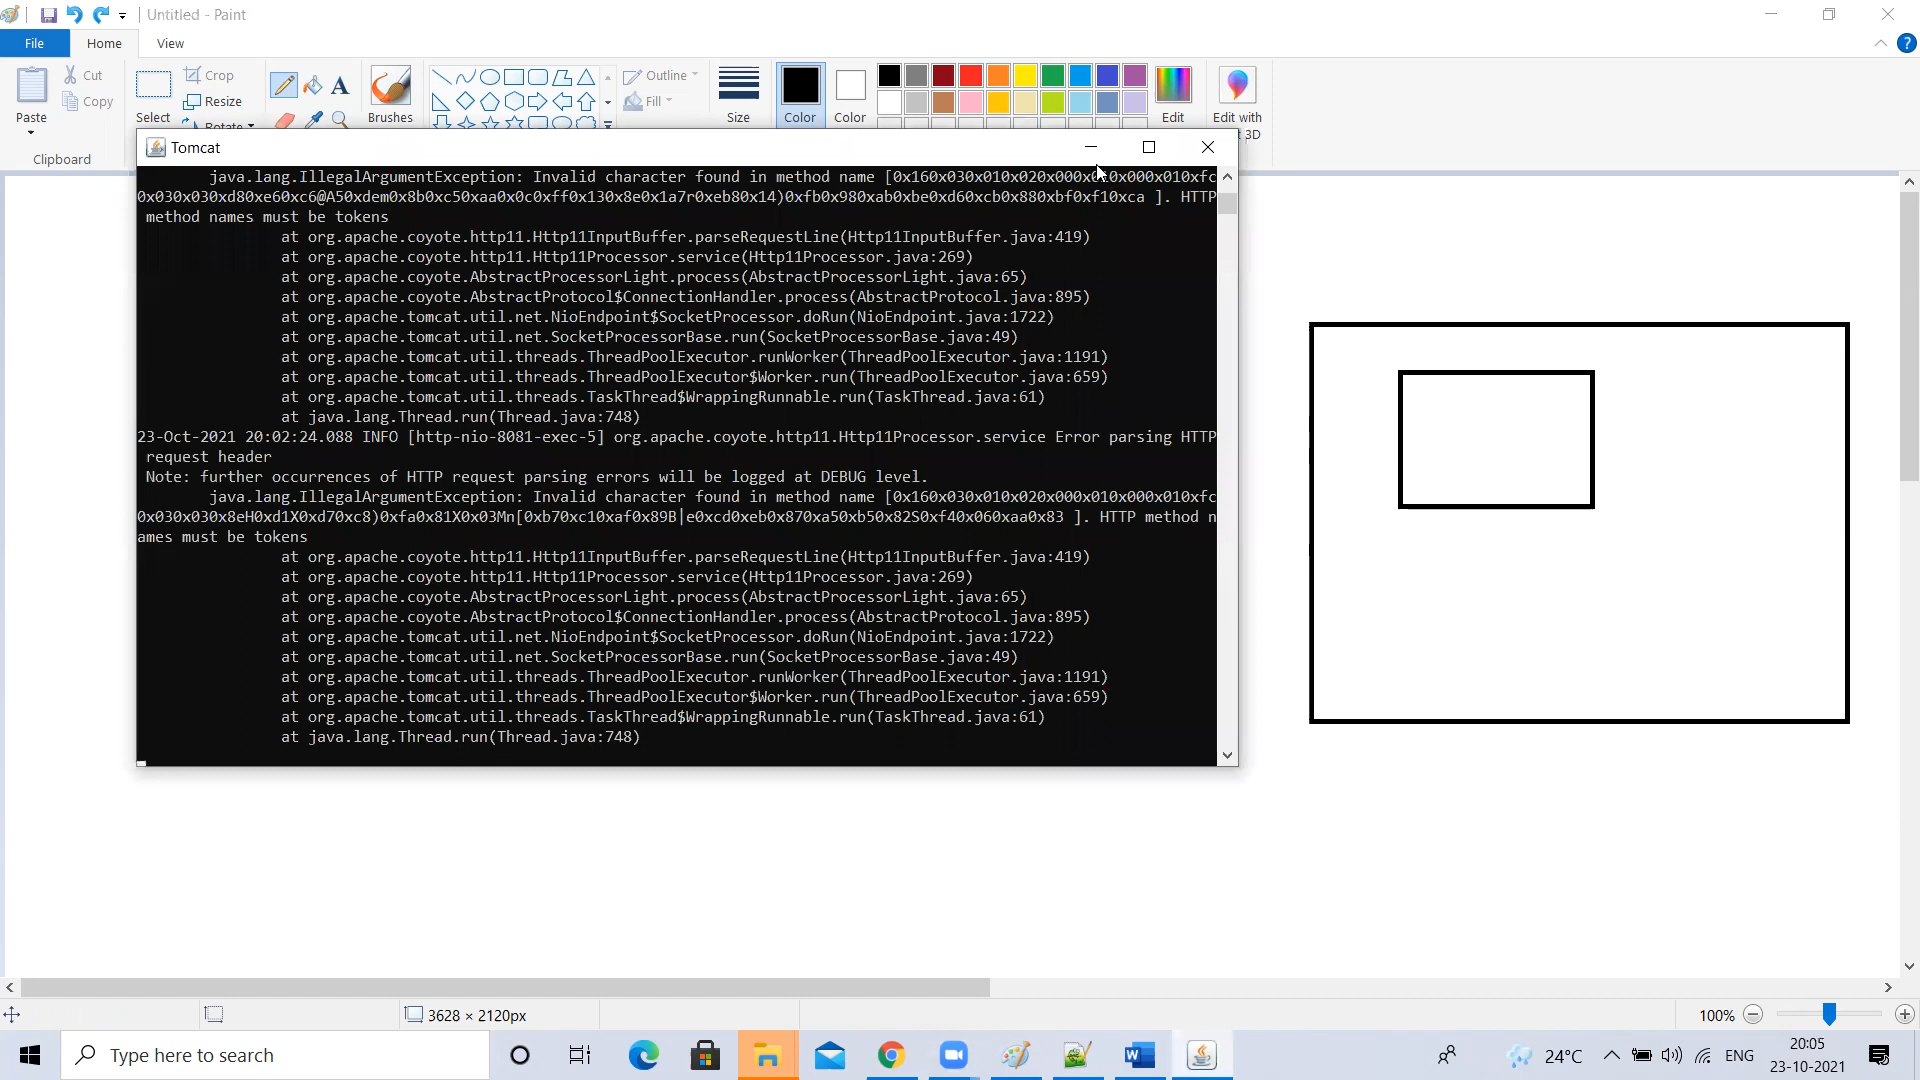 Untitled - Paint
File Home View
Paste
Cut
Copy
Clipboard
Select
Crop
Resize
Rotate
Brushes
Outline
Fill
Size
Color
Color
Edit
Edit with
3D
Tomcat
java.lang.IllegalArgumentException: Invalid character found in method name [0x160x030x010x020x000x010x000x010xfc
0x030x030xd80xe60xc6@A50xdem0x8b0xc50xaa0x0c0xff0x130x8e0x1a7r0xeb80x14)0xfb0x980xab0xbe0xd60xcb0x880xbf0xf10xca ]. HTTP
method names must be tokens
at org.apache.coyote.http11.Http11InputBuffer.parseRequestLine(Http11InputBuffer.java:419)
at org.apache.coyote.http11.Http11Processor.service(Http11Processor.java:269)
at org.apache.coyote.AbstractProcessorLight.process(AbstractProcessorLight.java:65)
at org.apache.coyote.AbstractProtocol$ConnectionHandler.process(AbstractProtocol.java:895)
at org.apache.tomcat.util.net.NioEndpoint$SocketProcessor.doRun(NioEndpoint.java:1722)
at org.apache.tomcat.util.net.SocketProcessorBase.run(SocketProcessorBase.java:49)
at org.apache.tomcat.util.threads.ThreadPoolExecutor.runWorker(ThreadPoolExecutor.java:1191)
at org.apache.tomcat.util.threads.ThreadPoolExecutor$Worker.run(ThreadPoolExecutor.java:659)
at org.apache.tomcat.util.threads.TaskThread$WrappingRunnable.run(TaskThread.java:61)
at java.lang.Thread.run(Thread.java:748)
23-Oct-2021 20:02:24.088 INFO [http-nio-8081-exec-5] org.apache.coyote.http11.Http11Processor.service Error parsing HTTP
request header
Note: further occurrences of HTTP request parsing errors will be logged at DEBUG level.
java.lang.IllegalArgumentException: Invalid character found in method name [0x160x030x010x020x000x010x000x010xfc
0x030x030x8eH0xd1X0xd70xc8)0xfa0x81X0x03Mn[0xb70xc10xaf0x89B|e0xcd0xeb0x870xa50xb50x82S0xf40x060xaa0x83 ]. HTTP method n
ames must be tokens
at org.apache.coyote.http11.Http11InputBuffer.parseRequestLine(Http11InputBuffer.java:419)
at org.apache.coyote.http11.Http11Processor.service(Http11Processor.java:269)
at org.apache.coyote.AbstractProcessorLight.process(AbstractProcessorLight.java:65)
at org.apache.coyote.AbstractProtocol$ConnectionHandler.process(AbstractProtocol.java:895)
at org.apache.tomcat.util.net.NioEndpoint$SocketProcessor.doRun(NioEndpoint.java:1722)
at org.apache.tomcat.util.net.SocketProcessorBase.run(SocketProcessorBase.java:49)
at org.apache.tomcat.util.threads.ThreadPoolExecutor.runWorker(ThreadPoolExecutor.java:1191)
at org.apache.tomcat.util.threads.ThreadPoolExecutor$Worker.run(ThreadPoolExecutor.java:659)
at org.apache.tomcat.util.threads.TaskThread$WrappingRunnable.run(TaskThread.java:61)
at java.lang.Thread.run(Thread.java:748)
3628 × 2120px
100%
Type here to search
24°C
ENG
20:05
23-10-2021